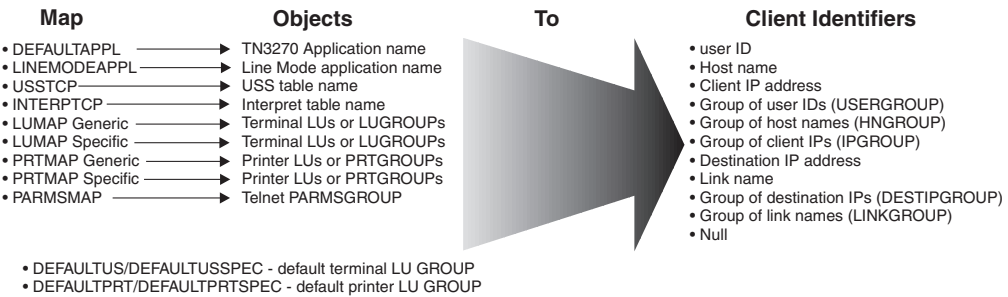 Map Objects To Client Identifiers
• DEFAULTAPPL TN3270 Application name
• LINEMODEAPPL Line Mode application name
• USSTCP USS table name
• INTERPTCP Interpret table name
• LUMAP Generic Terminal LUs or LUGROUPs
• LUMAP Specific Terminal LUs or LUGROUPs
• PRTMAP Generic Printer LUs or PRTGROUPs
• PRTMAP Specific Printer LUs or PRTGROUPs
• PARMSMAP Telnet PARMSGROUP
• user ID
• Host name
• Client IP address
• Group of user IDs (USERGROUP)
• Group of host names (HNGROUP)
• Group of client IPs (IPGROUP)
• Destination IP address
• Link name
• Group of destination IPs (DESTIPGROUP)
• Group of link names (LINKGROUP)
• Null
• DEFAULTUS/DEFAULTUSSPEC - default terminal LU GROUP
• DEFAULTPRT/DEFAULTPRTSPEC - default printer LU GROUP